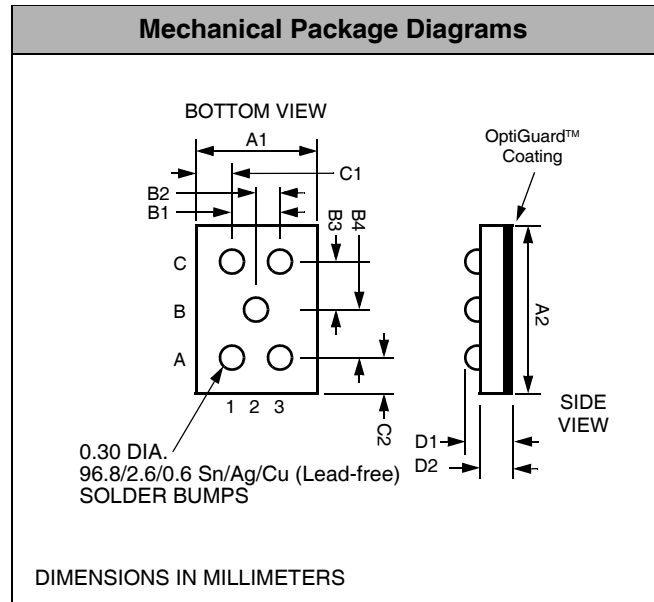 Mechanical Package Diagrams
BOTTOM VIEW
A1
C1
B2
B1
B3
B4
C
B
A
1 2 3
C2
0.30 DIA.
96.8/2.6/0.6 Sn/Ag/Cu (Lead-free)
SOLDER BUMPS
OptiGuard™
Coating
A2
SIDE
VIEW
D1
D2
DIMENSIONS IN MILLIMETERS